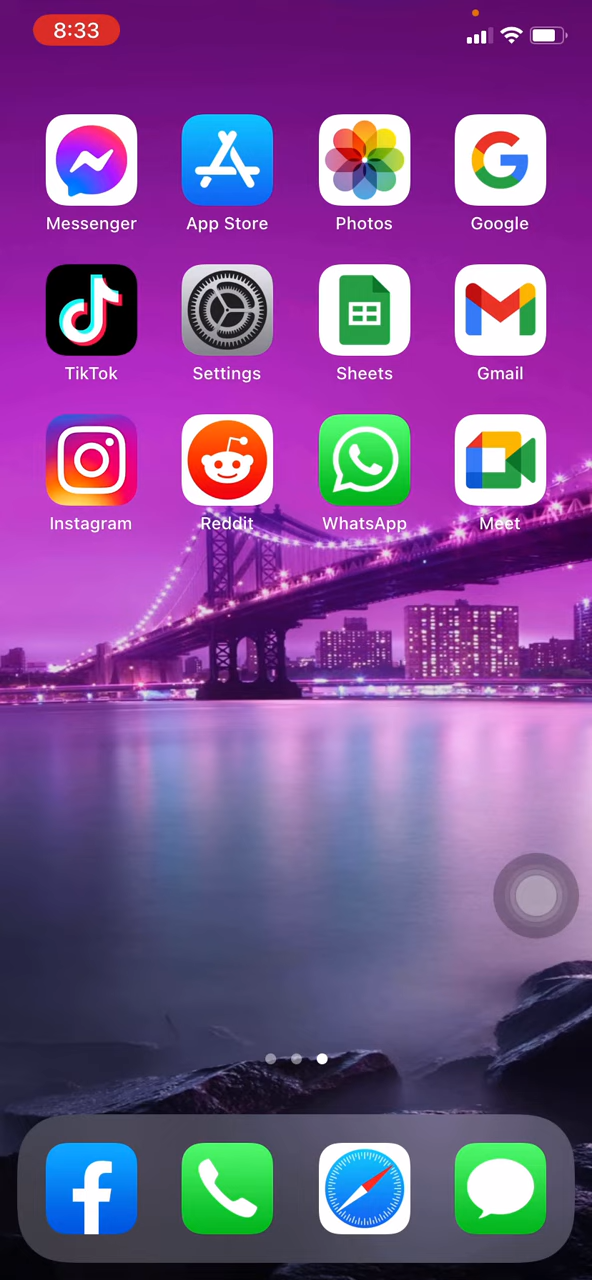 8:33
Messenger App Store Photos Google
TikTok Settings Sheets Gmail
Instagram Reddit WhatsApp Meet